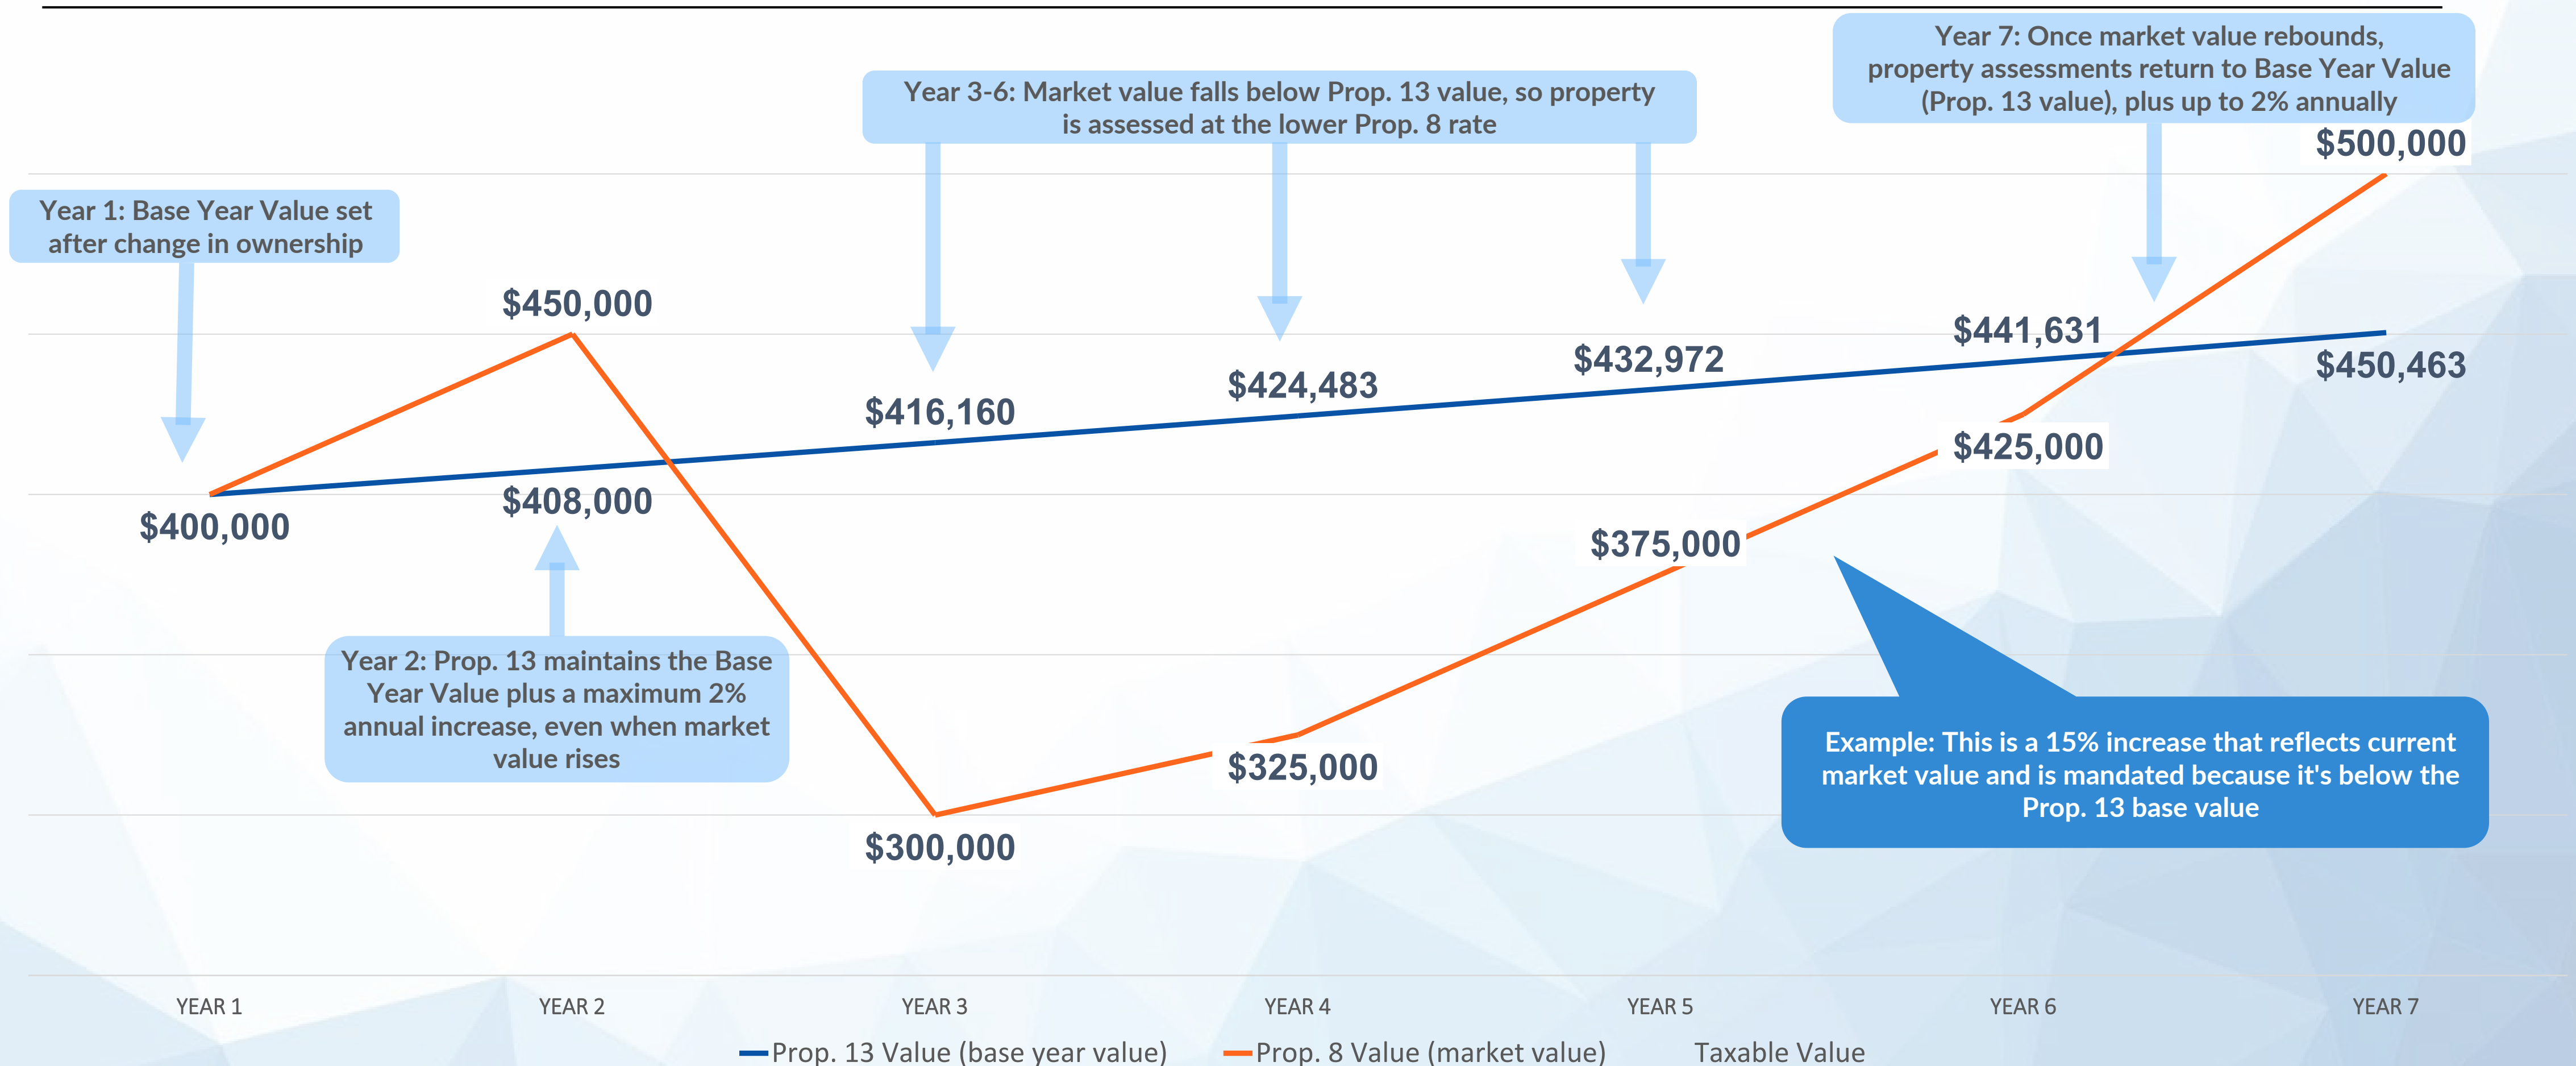 Year 7: Once market value rebounds,
property assessments return to Base Year Value
(Prop. 13 value), plus up to 2% annually
Year 3-6: Market value falls below Prop. 13 value, so property
is assessed at the lower Prop. 8 rate
$500,000
Year 1: Base Year Value set
after change in ownership
$450,000
$441,631
$432,972
$450,463
$424,483
$416,160
$425,000
$408,000
$400,000
$375,000
Year 2: Prop. 13 maintains the Base
Year Value plus a maximum 2%
annual increase, even when market
value rises
$325,000
Example: This is a 15% increase that reflects current
market value and is mandated because it's below the
Prop. 13 base value
$300,000
YEAR 1 YEAR 2 YEAR 3 YEAR 4 YEAR 5 YEAR 6 YEAR 7
Prop. 13 Value (base year value) Prop. 8 Value (market value) Taxable Value